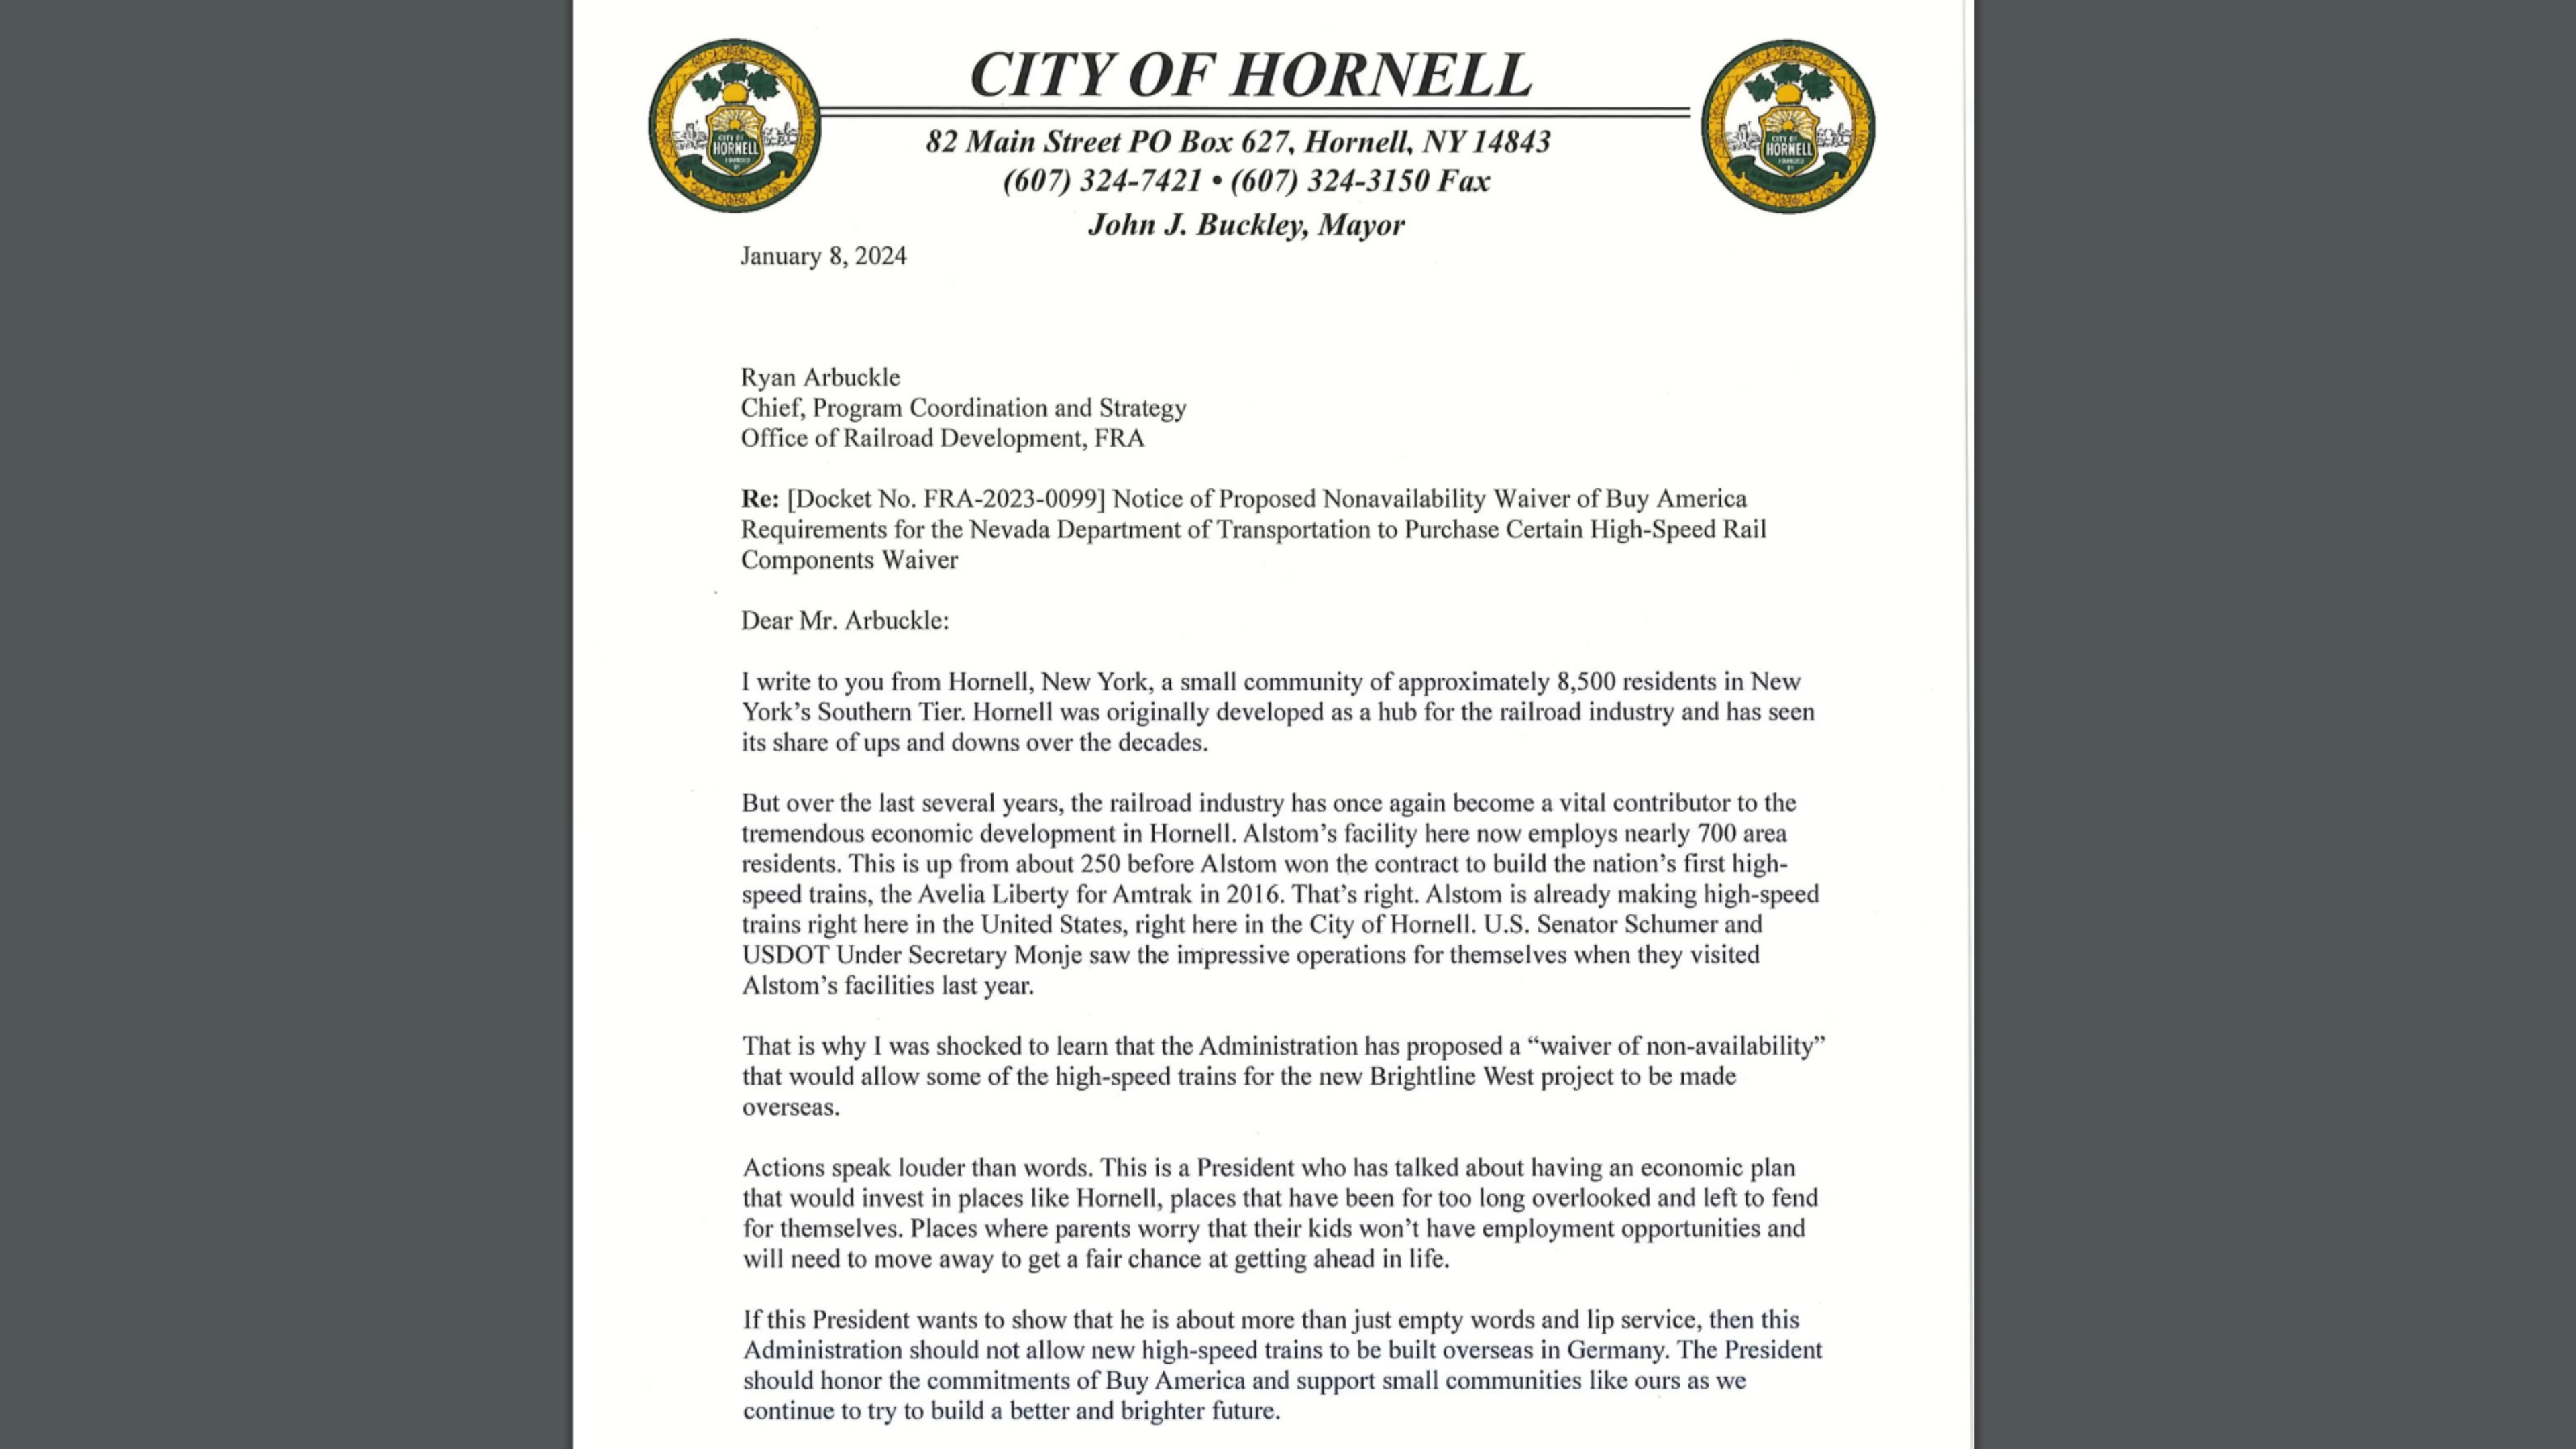 CITY OF HORNELL
82 Main Street PO Box 627, Hornell, NY 14843
(607) 324-7421 • (607) 324-3150 Fax
John J. Buckley, Mayor
CITY OF
HORNELL
CITY OF
HORNELL
January 8, 2024
Ryan Arbuckle
Chief, Program Coordination and Strategy
Office of Railroad Development, FRA
Re: [Docket No. FRA-2023-0099] Notice of Proposed Nonavailability Waiver of Buy America
Requirements for the Nevada Department of Transportation to Purchase Certain High-Speed Rail
Components Waiver
Dear Mr. Arbuckle:
I write to you from Hornell, New York, a small community of approximately 8,500 residents in New
York’s Southern Tier. Hornell was originally developed as a hub for the railroad industry and has seen
its share of ups and downs over the decades.
But over the last several years, the railroad industry has once again become a vital contributor to the
tremendous economic development in Hornell. Alstom’s facility here now employs nearly 700 area
residents. This is up from about 250 before Alstom won the contract to build the nation’s first high-
speed trains, the Avelia Liberty for Amtrak in 2016. That’s right. Alstom is already making high-speed
trains right here in the United States, right here in the City of Hornell. U.S. Senator Schumer and
USDOT Under Secretary Monje saw the impressive operations for themselves when they visited
Alstom’s facilities last year.
That is why I was shocked to learn that the Administration has proposed a “waiver of non-availability”
that would allow some of the high-speed trains for the new Brightline West project to be made
overseas.
Actions speak louder than words. This is a President who has talked about having an economic plan
that would invest in places like Hornell, places that have been for too long overlooked and left to fend
for themselves. Places where parents worry that their kids won’t have employment opportunities and
will need to move away to get a fair chance at getting ahead in life.
If this President wants to show that he is about more than just empty words and lip service, then this
Administration should not allow new high-speed trains to be built overseas in Germany. The President
should honor the commitments of Buy America and support small communities like ours as we
continue to try to build a better and brighter future.